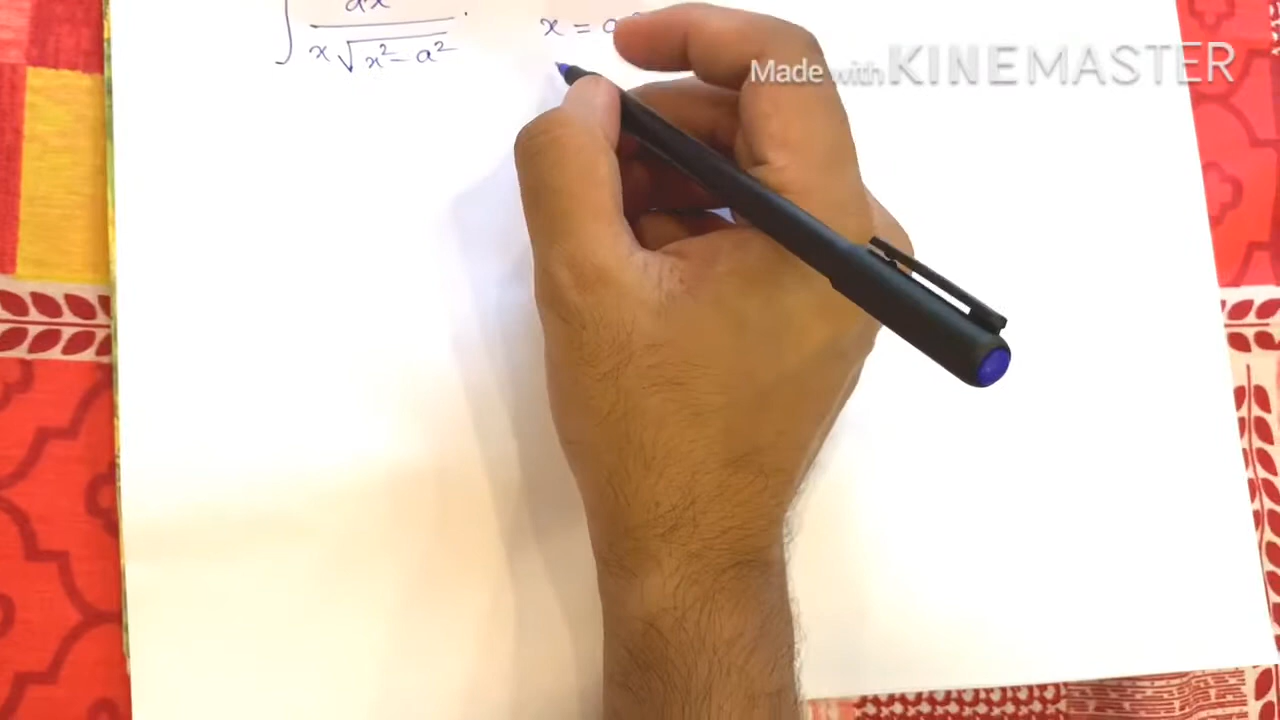 ∫ dx / x √x² - a² . x = a
Made with KINEMASTER